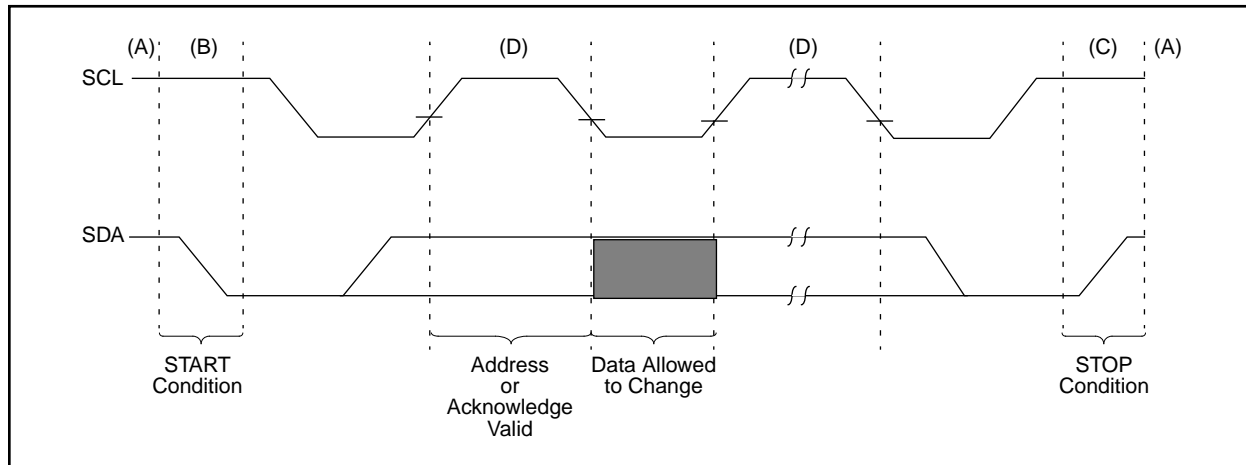 (A) (B) (D) (D) (C) (A)
SCL
SDA
START
Condition
Address
or
Acknowledge
Valid
Data Allowed
to Change
STOP
Condition